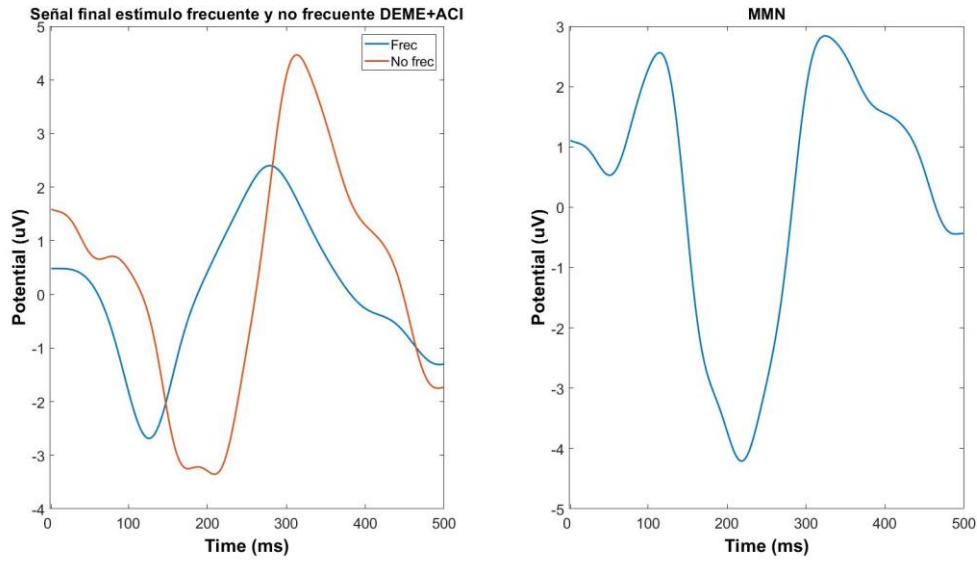 Señal final estímulo frecuente y no frecuente DEME+ACI
Frec
No frec
5
4
3
2
1
0
-1
-2
-3
-4
Potential (uV)
0 100 200 300 400 500
Time (ms)
MMN
3
2
1
0
-1
-2
-3
-4
-5
Potential (uV)
0 100 200 300 400 500
Time (ms)